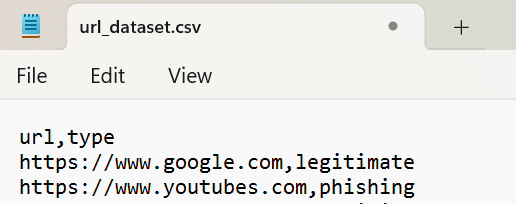 url_dataset.csv
File Edit View
url,type
https://www.google.com,legitimate
https://www.youtubes.com,phishing